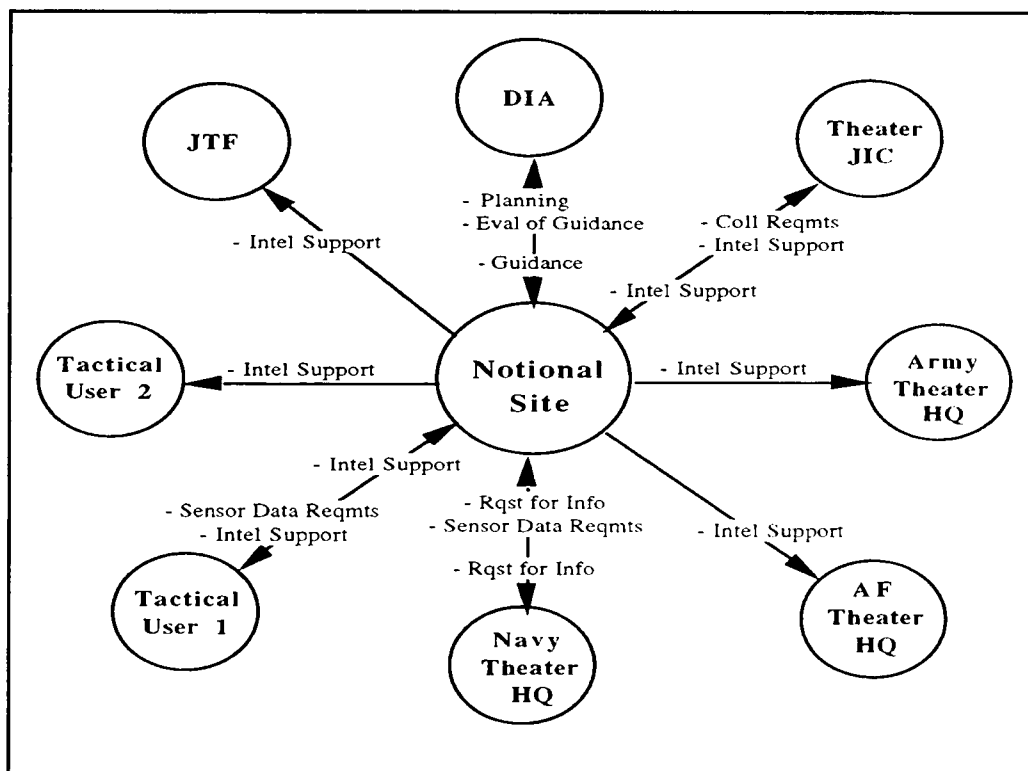 DIA
JTF
Theater
JIC
- Planning
- Eval of Guidance
- Guidance
- Coll Reqmts
- Intel Support
- Intel Support
- Intel Support
Notional
Site
Tactical
User 2
- Intel Support
- Intel Support
Army
Theater
HQ
- Intel Support
- Sensor Data Reqmts
- Intel Support
- Rqst for Info
- Sensor Data Reqmts
- Rqst for Info
- Intel Support
Tactical
User 1
Navy
Theater
HQ
AF
Theater
HQ